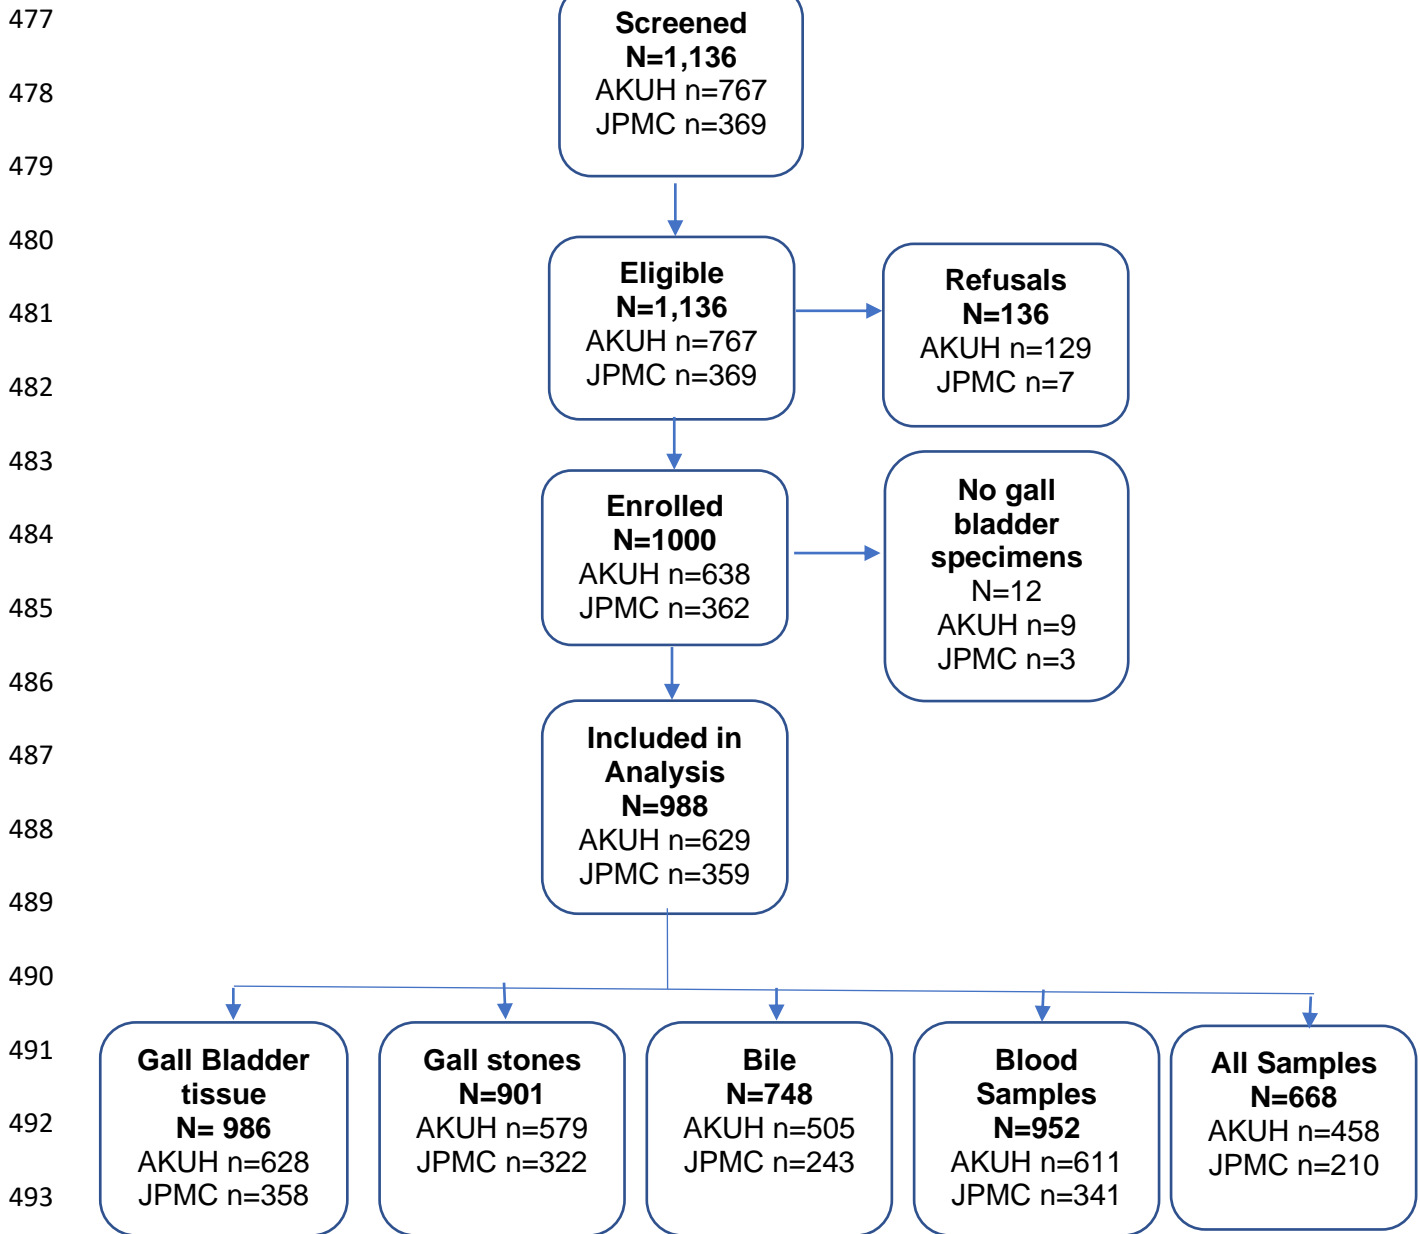 477
Screened
N=1,136
478
AKUH n=767
JPMC n=369
479
480
Eligible
N=1,136
AKUH n=767
JPMC n=369
Refusals
N=136
AKUH n=129
JPMC n=7
481
482
483
Enrolled
N=1000
AKUH n=638
JPMC n=362
No gall
bladder
specimens
N=12
AKUH n=9
JPMC n=3
484
485
486
Included in
Analysis
N=988
AKUH n=629
JPMC n=359
487
488
489
490
491
Gall Bladder
tissue
N= 986
AKUH n=628
JPMC n=358
Gall stones
N=901
AKUH n=579
JPMC n=322
Bile
N=748
AKUH n=505
JPMC n=243
Blood
Samples
N=952
AKUH n=611
JPMC n=341
All Samples
N=668
AKUH n=458
JPMC n=210
492
493